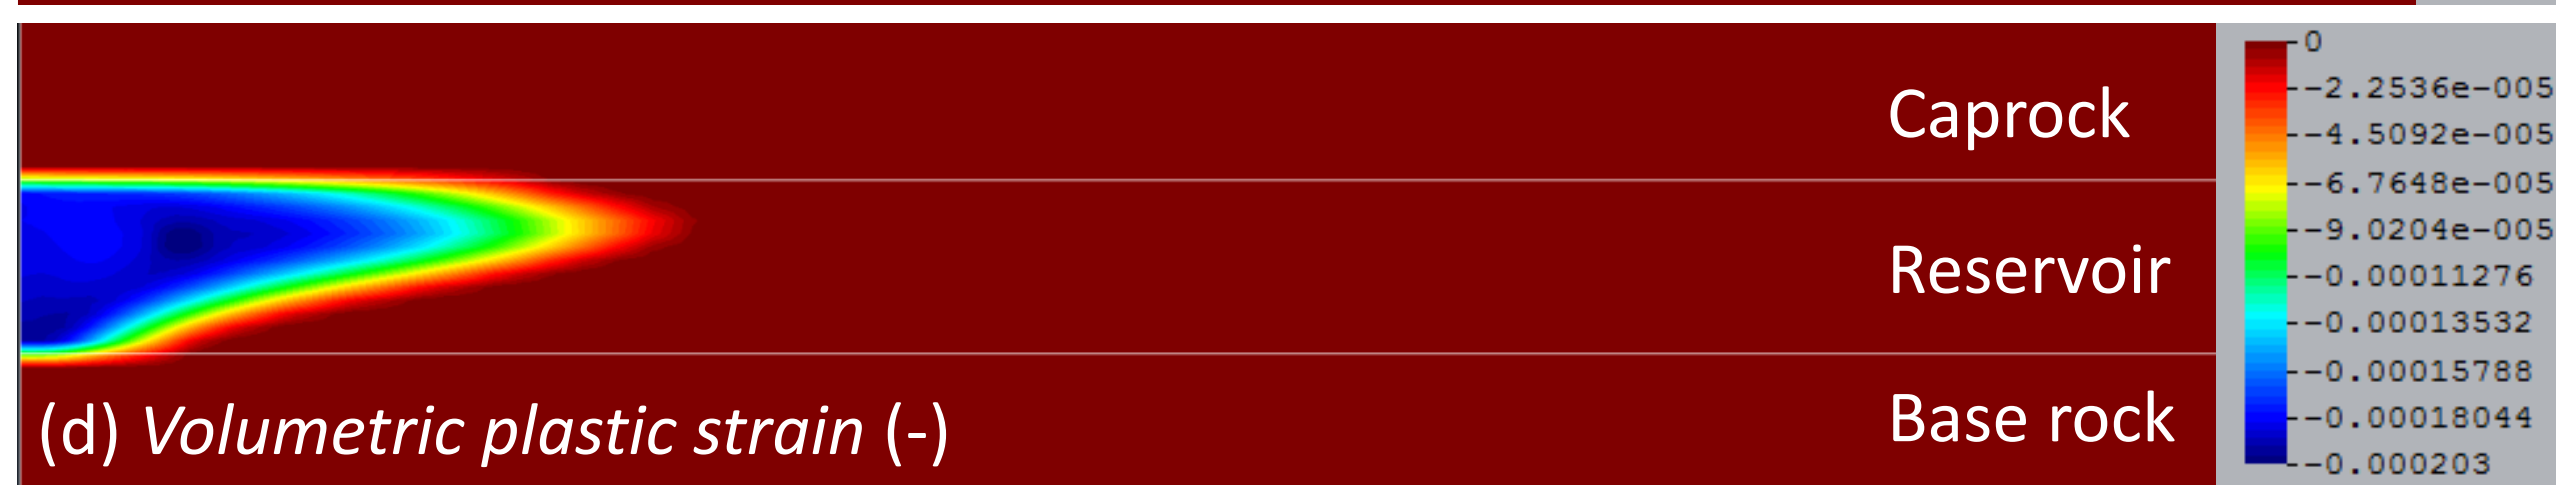 Caprock
Reservoir
Base rock
(d) Volumetric plastic strain (-)
0
-2.2536e-005
-4.5092e-005
-6.7648e-005
-9.0204e-005
-0.00011276
-0.00013532
-0.00015788
-0.00018044
-0.000203